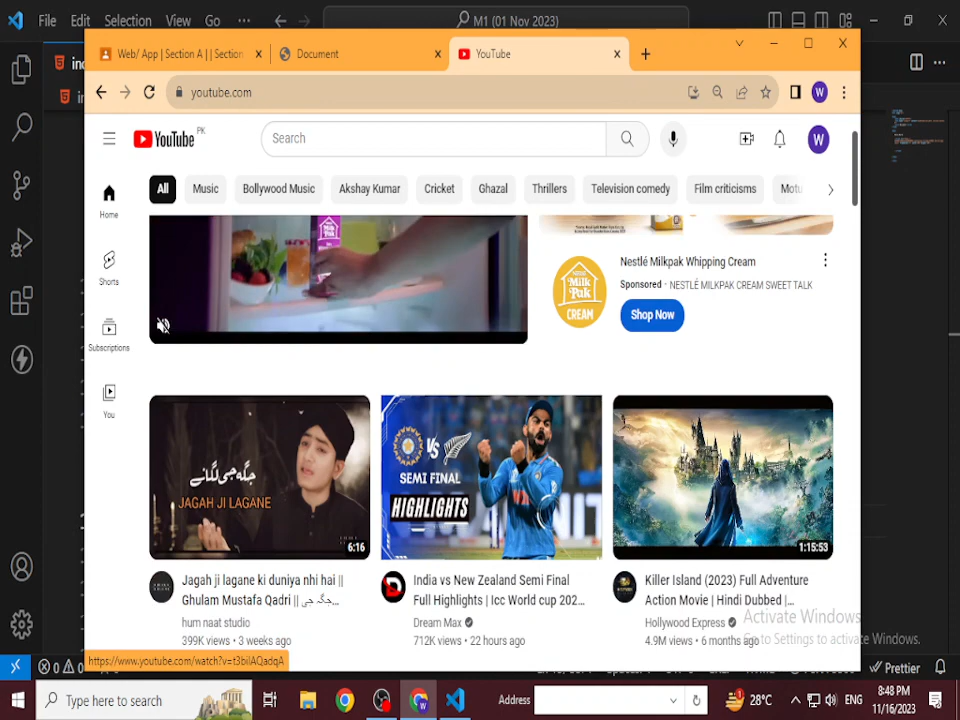 File Edit Selection View Go ··· M1 (01 Nov 2023)
Web/ App | Section A | | Section
Document
YouTube
youtube.com
W
YouTube PK
Search
W
All Music Bollywood Music Akshay Kumar Cricket Ghazal Thrillers Television comedy Film criticisms Motu
Home
Shorts
Subscriptions
You
NESTLÉ
Milk
Pak
CREAM
Nestlé Milkpak Whipping Cream
Sponsored · NESTLÉ MILKPAK CREAM SWEET TALK
Shop Now
جگہ جی لگانے
JAGAH JI LAGANE
6:16
VS
SEMI FINAL
HIGHLIGHTS
1:15:53
Jagah ji lagane ki duniya nhi hai ||
Ghulam Mustafa Qadri || جگہ جی...
hum naat studio
399K views • 3 weeks ago
India vs New Zealand Semi Final
Full Highlights | Icc World cup 202...
Dream Max
712K views • 22 hours ago
Killer Island (2023) Full Adventure
Action Movie | Hindi Dubbed |...
Hollywood Express
4.9M views • 6 months ago
Activate Windows
Go to Settings to activate Windows.
https://www.youtube.com/watch?v=t3bilAQadqA
0 0
Prettier
Type here to search
Address
28°C
ENG
8:48 PM
11/16/2023